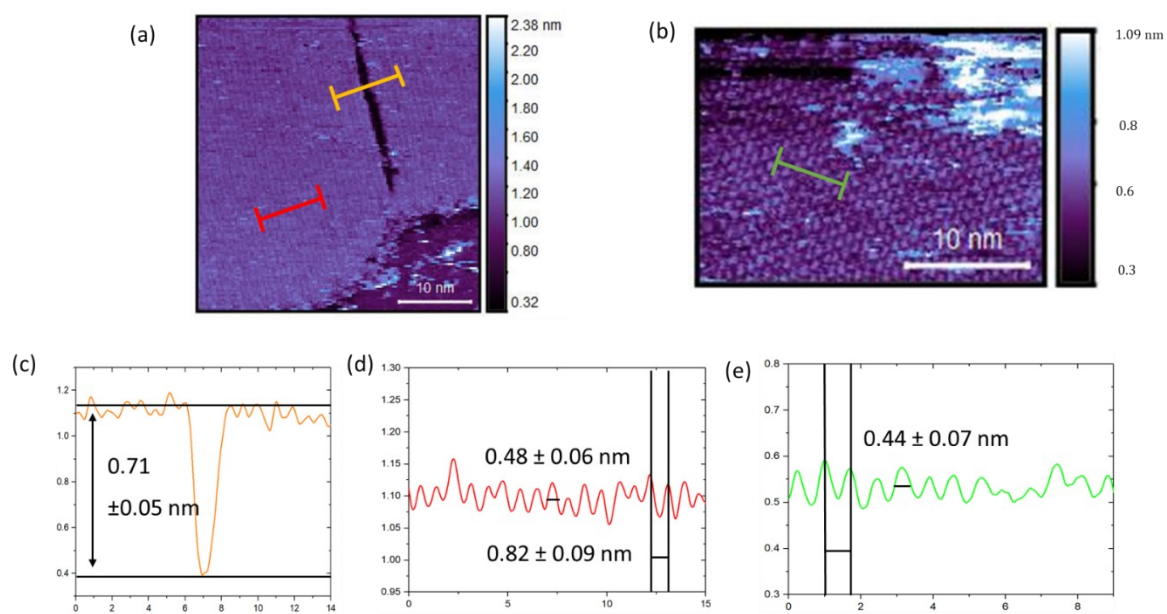 (a)
2.38 nm
2.20
2.00
1.80
1.60
1.40
1.20
1.00
0.80
0.32
10 nm
(b)
1.09 nm
0.8
0.6
0.3
10 nm
(c)
1.2
1.0
0.8
0.6
0.4
0.71
±0.05 nm
0 2 4 6 8 10 12 14
(d)
1.30
1.25
1.20
1.15
1.10
1.05
1.00
0.95
0.48 ± 0.06 nm
0.82 ± 0.09 nm
0 5 10 15
(e)
0.8
0.7
0.6
0.5
0.4
0.3
0.44 ± 0.07 nm
0 2 4 6 8